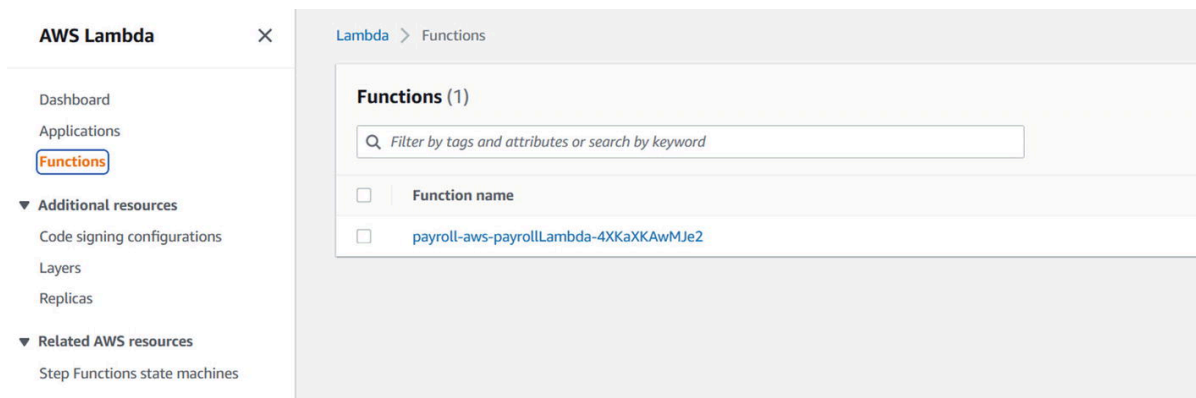 AWS Lambda
Dashboard
Applications
Functions
Additional resources
Code signing configurations
Layers
Replicas
Related AWS resources
Step Functions state machines
Lambda > Functions
Functions (1)
Filter by tags and attributes or search by keyword
Function name
payroll-aws-payrollLambda-4XKaXKAwMJe2